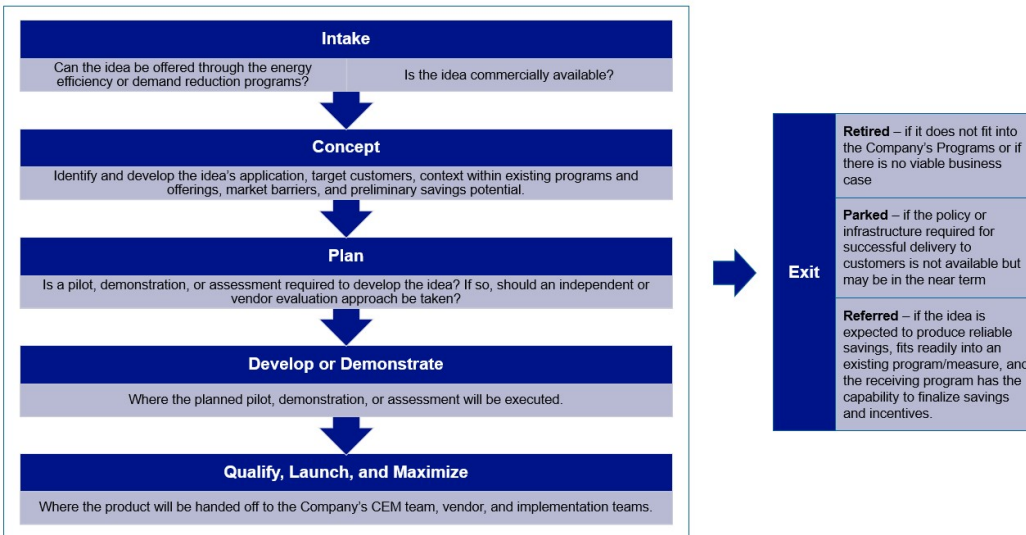 Intake
Can the idea be offered through the energy
efficiency or demand reduction programs?
Is the idea commercially available?
Concept
Identify and develop the idea's application, target customers, context within existing programs and
offerings, market barriers, and preliminary savings potential.
Plan
Is a pilot, demonstration, or assessment required to develop the idea? If so, should an independent or
vendor evaluation approach be taken?
Develop or Demonstrate
Where the planned pilot, demonstration, or assessment will be executed.
Qualify, Launch, and Maximize
Where the product will be handed off to the Company's CEM team, vendor, and implementation teams.
Exit
Retired – if it does not fit into
the Company's Programs or if
there is no viable business
case
Parked – if the policy or
infrastructure required for
successful delivery to
customers is not available but
may be in the near term
Referred – if the idea is
expected to produce reliable
savings, fits readily into an
existing program/measure, and
the receiving program has the
capability to finalize savings
and incentives.